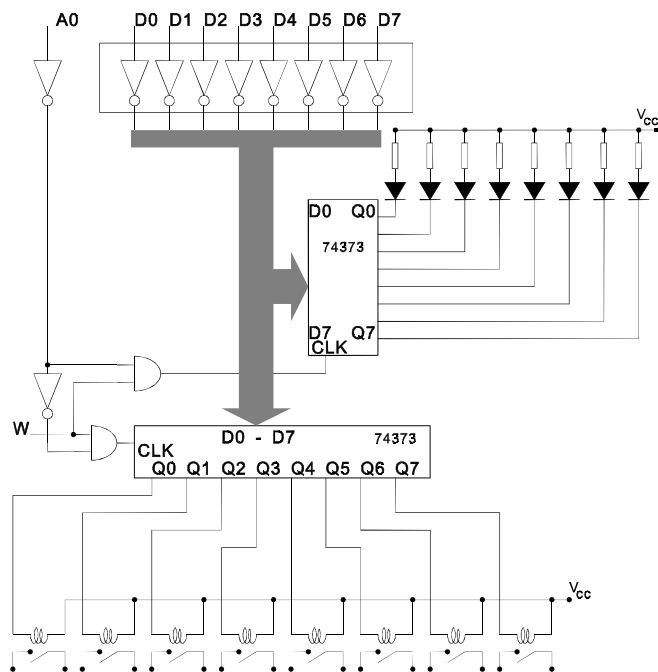 A0 D0 D1 D2 D3 D4 D5 D6 D7
VCC
D0 Q0
74373
D7 Q7
CLK
W
D0 - D7 74373
CLK
Q0 Q1 Q2 Q3 Q4 Q5 Q6 Q7
VCC